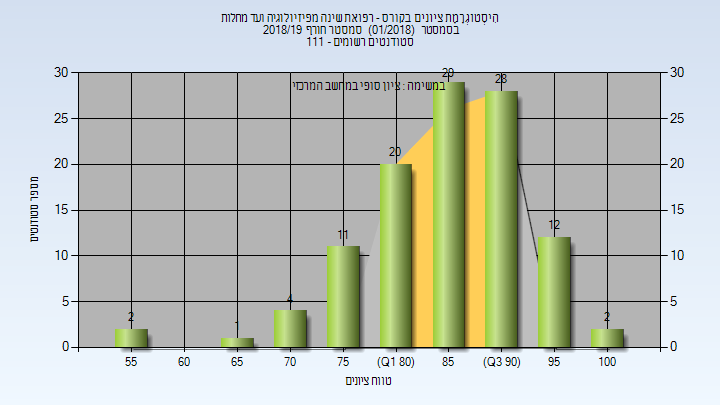 היסטוגרמת ציונים בקורס - רפואת שינה מפיזיולוגיה ועד מחלות
בסמסטר (01/2018) סמסטר חורף 2018/19
סטודנטים רשומים - 111
במשימה : ציון סופי במחשב המרכזי
מספר סטודנטים
30 30
25 25
20 20
15 15
10 10
5 5
0 0
2 1 4 11 20 29 28 12 2
55 60 65 70 75 (Q1 80) 85 (Q3 90) 95 100
טווח ציונים